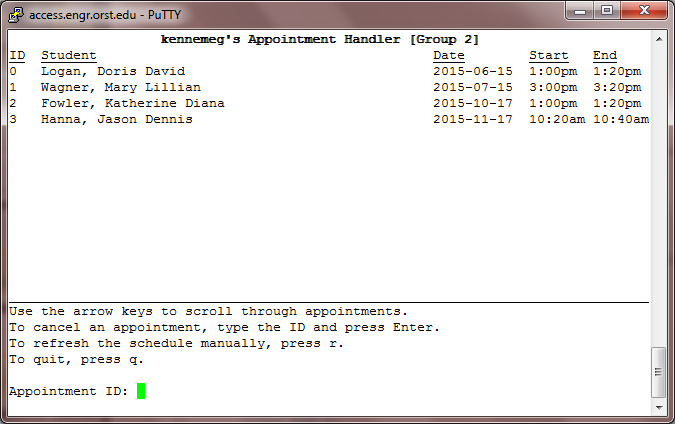 access.engr.orst.edu - PuTTY
kennemeg's Appointment Handler [Group 2]
ID Student Date Start End
0 Logan, Doris David 2015-06-15 1:00pm 1:20pm
1 Wagner, Mary Lillian 2015-07-15 3:00pm 3:20pm
2 Fowler, Katherine Diana 2015-10-17 1:00pm 1:20pm
3 Hanna, Jason Dennis 2015-11-17 10:20am 10:40am
Use the arrow keys to scroll through appointments.
To cancel an appointment, type the ID and press Enter.
To refresh the schedule manually, press r.
To quit, press q.
Appointment ID: